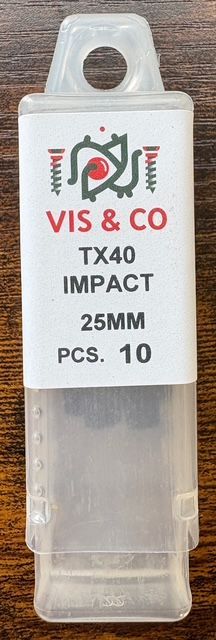 VIS & CO
TX40
IMPACT
25MM
PCS. 10